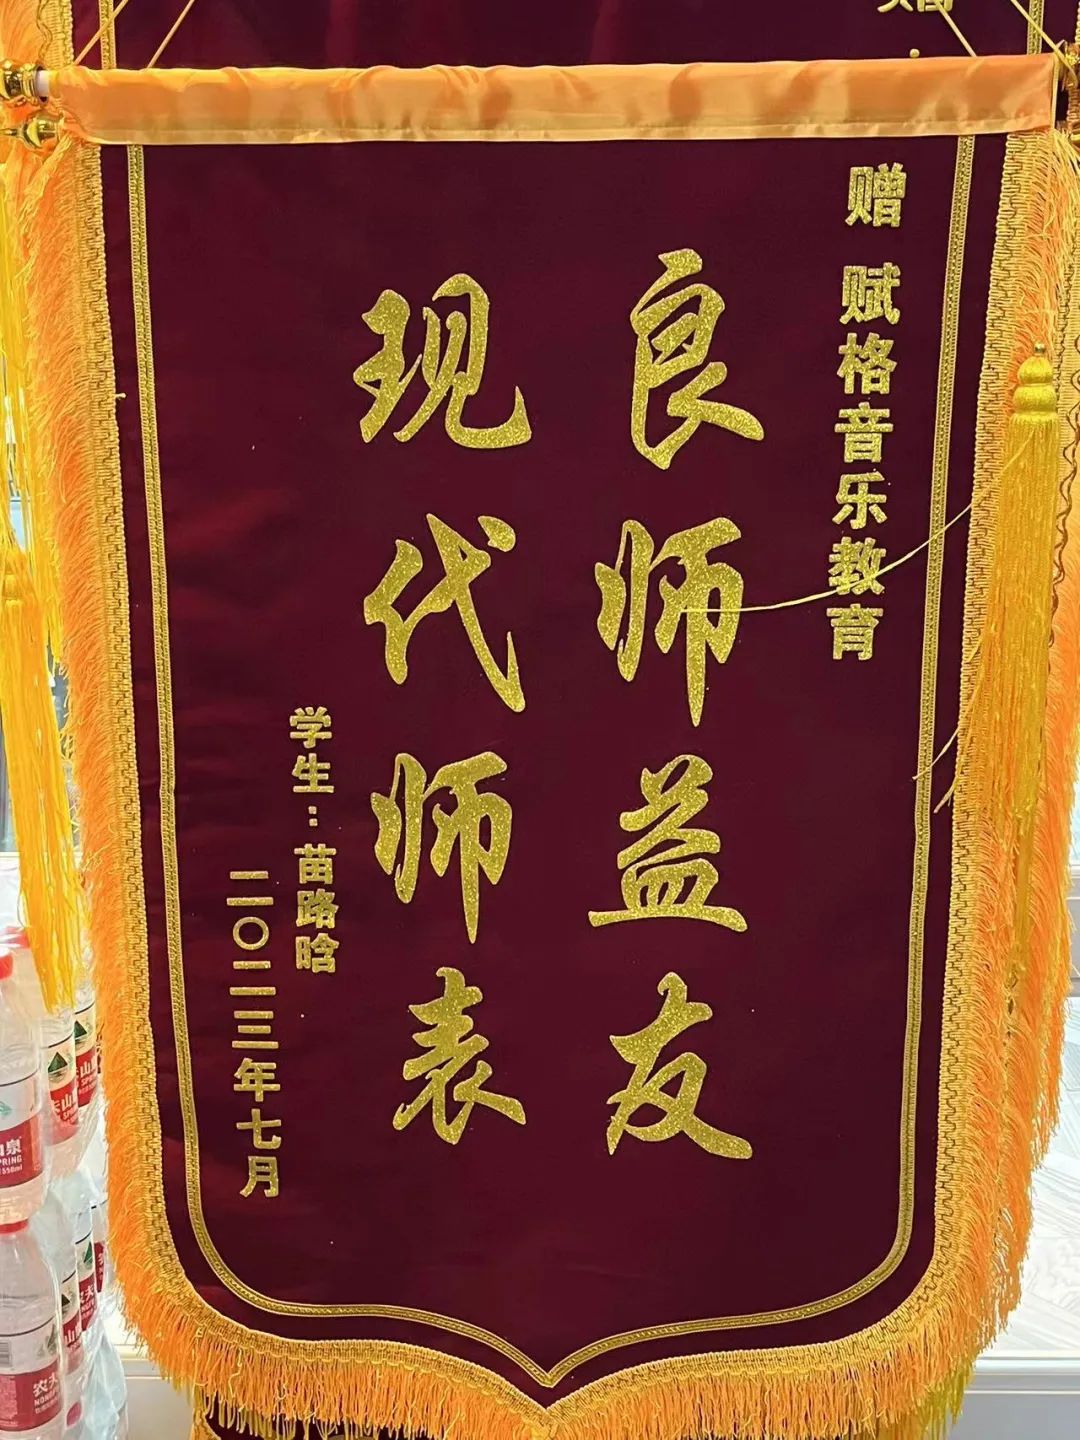 赠 赋格音乐教育
良师益友
现代师表
学生：苗路晗
二〇二三年七月